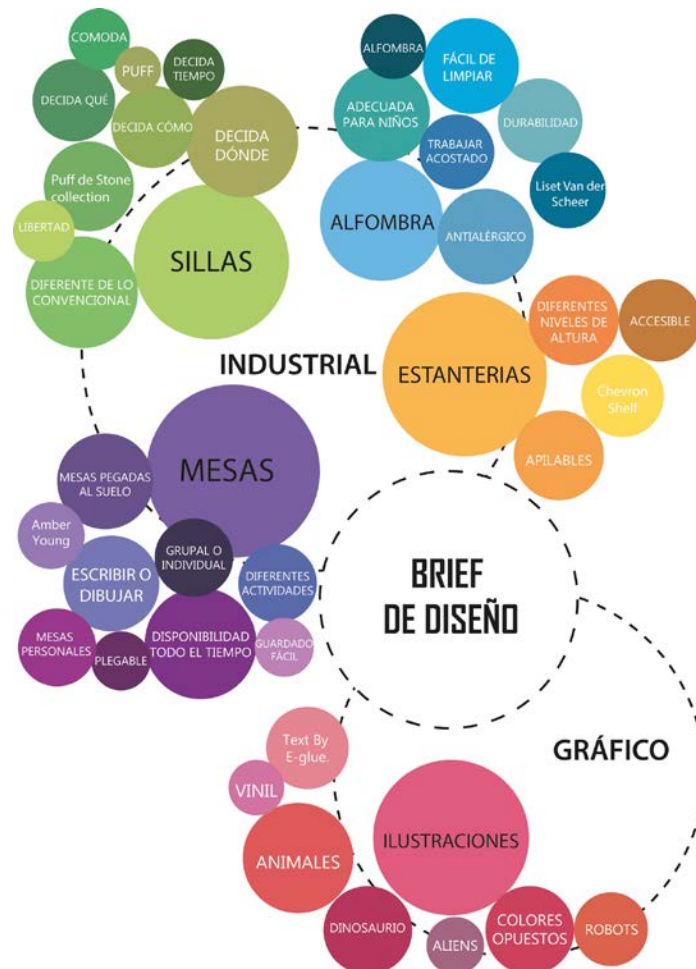 COMODA
PUFF
DECIDA
TIEMPO
DECIDA QUÉ
DECIDA CÓMO
DECIDA
DÓNDE
Puff de Stone
collection
LIBERTAD
DIFERENTE DE LO
CONVENCIONAL
SILLAS
ALFOMBRA
FÁCIL DE
LIMPIAR
ADECUADA
PARA NIÑOS
DURABILIDAD
TRABAJAR
ACOSTADO
Liset Van der
Scheer
ALFOMBRA
ANTIALÉRGICO
INDUSTRIAL
ESTANTERIAS
DIFERENTES
NIVELES DE
ALTURA
ACCESIBLE
Chevron
Shelf
APILABLES
MESAS
MESAS PEGADAS
AL SUELO
Amber
Young
GRUPAL O
INDIVIDUAL
ESCRIBIR O
DIBUJAR
DIFERENTES
ACTIVIDADES
MESAS
PERSONALES
PLEGABLE
DISPONIBILIDAD
TODO EL TIEMPO
GUARDADO
FÁCIL
BRIEF
DE DISEÑO
GRÁFICO
Text By
E-glue.
VINIL
ANIMALES
ILUSTRACIONES
DINOSAURIO
ALIENS
COLORES
OPUESTOS
ROBOTS